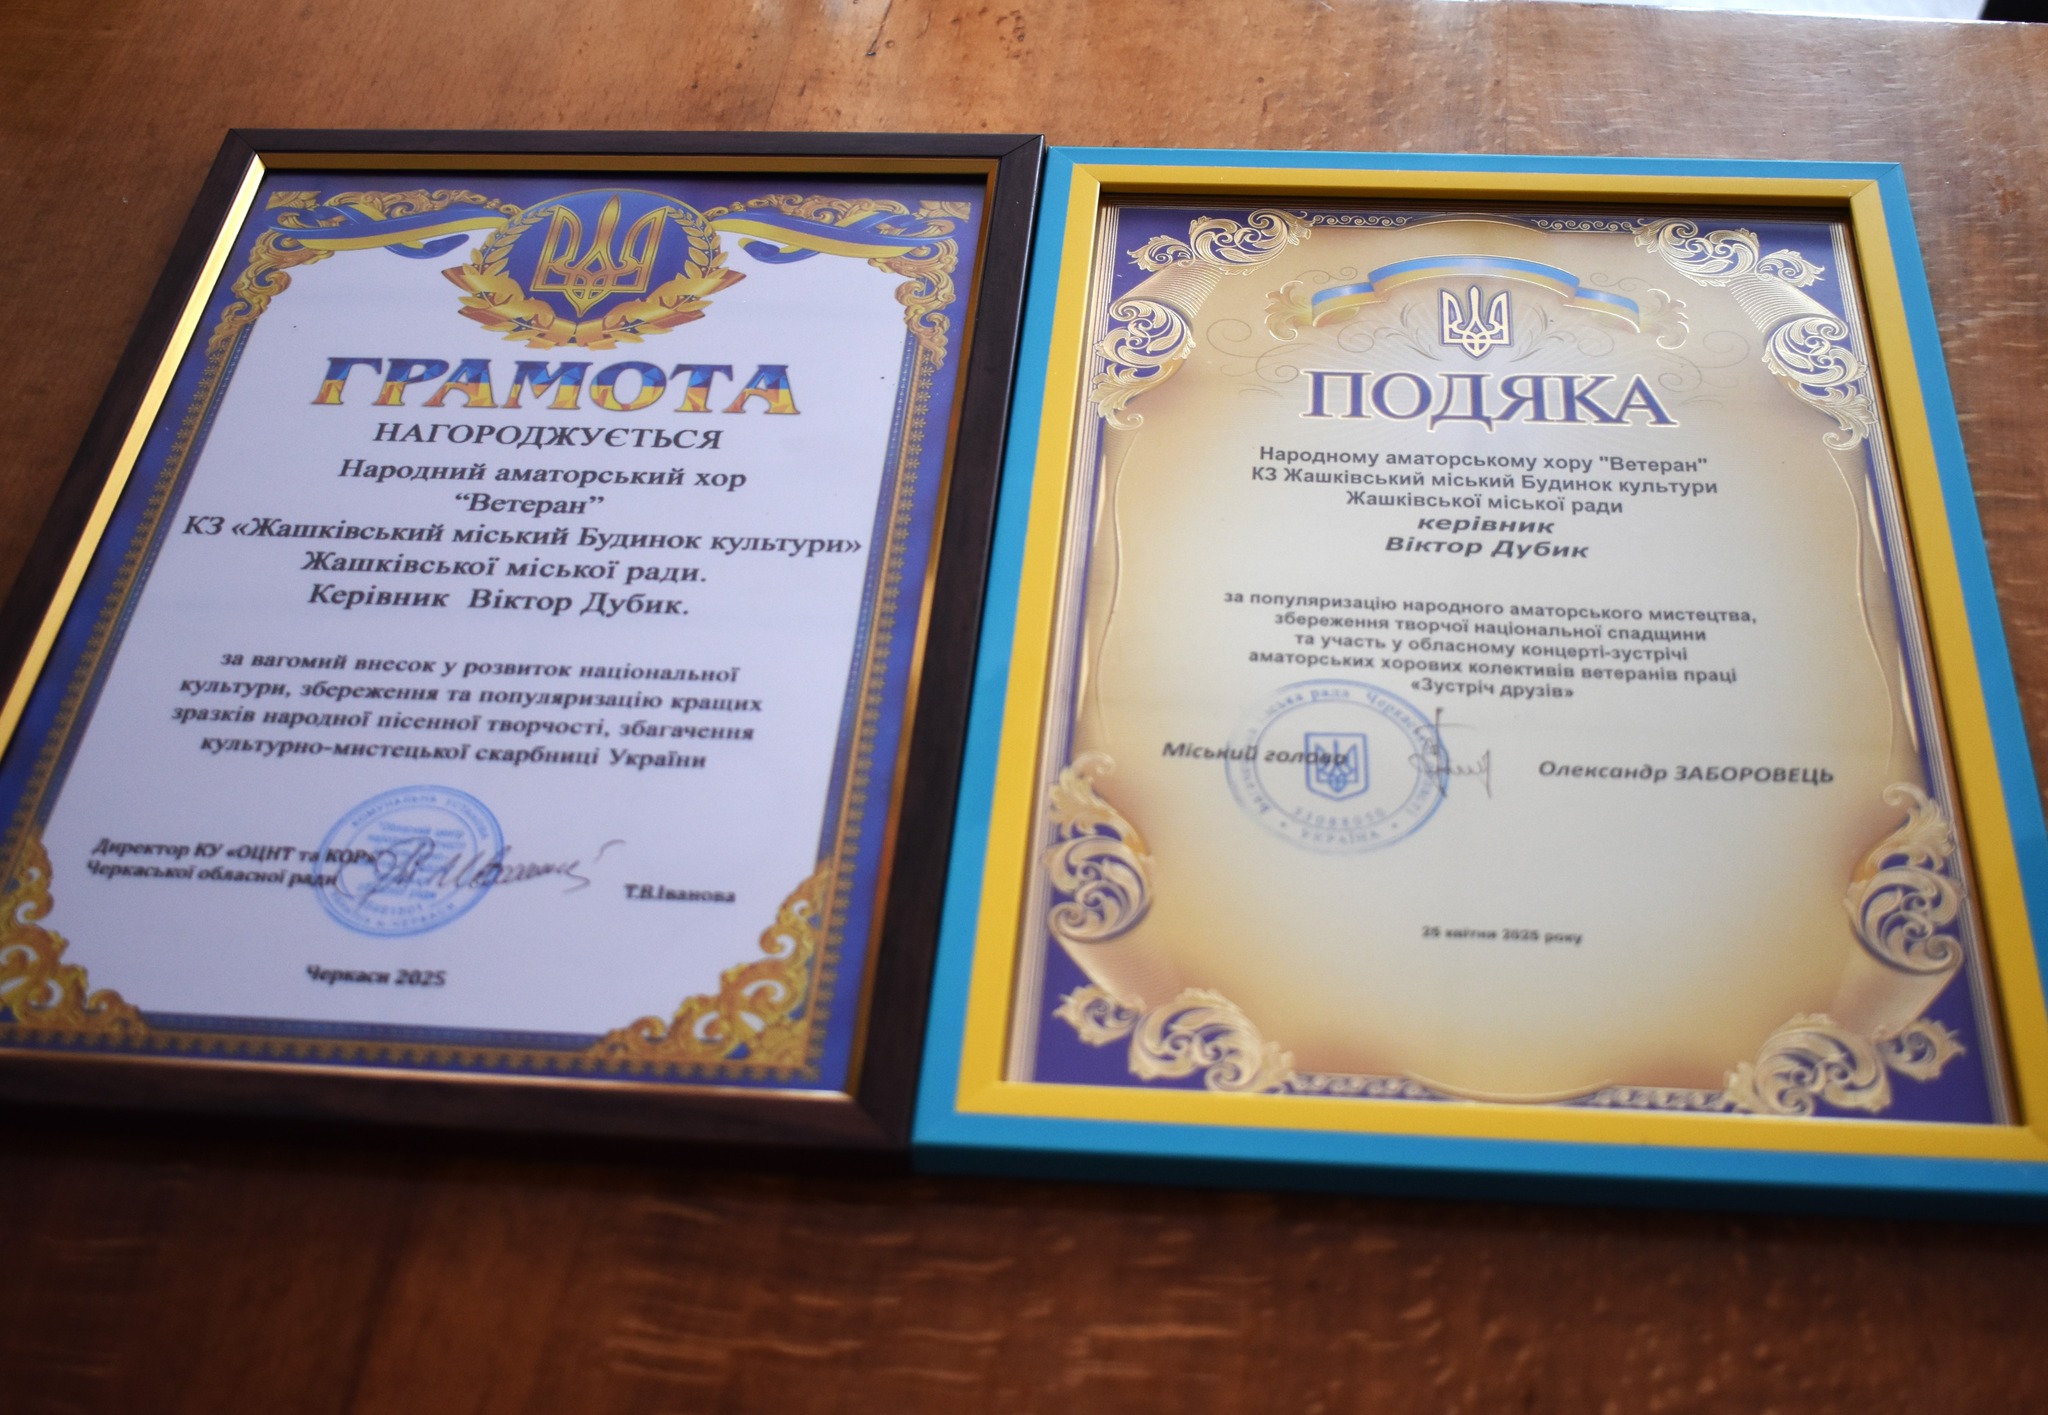 ГРАМОТА
НАГОРОДЖУЄТЬСЯ
Народний аматорський хор
“Ветеран”
КЗ «Жашківський міський Будинок культури»
Жашківської міської ради.
Керівник Віктор Дубик.
за вагомий внесок у розвиток національної
культури, збереження та популяризацію кращих
зразків народної пісенної творчості, збагачення
культурно-мистецької скарбниці України
Директор КУ «ОЦНТ та КОР»
Черкаської обласної ради
Т.В.Іванова
Черкаси 2025
ПОДЯКА
Народному аматорському хору "Ветеран"
КЗ Жашківський міський Будинок культури
Жашківської міської ради
керівник
Віктор Дубик
за популяризацію народного аматорського мистецтва,
збереження творчої національної спадщини
та участь у обласному концерті-зустрічі
аматорських хорових колективів ветеранів праці
«Зустріч друзів»
Міський голова
Олександр ЗАБОРОВЕЦЬ
УКРАЇНА
квітня 2025 року